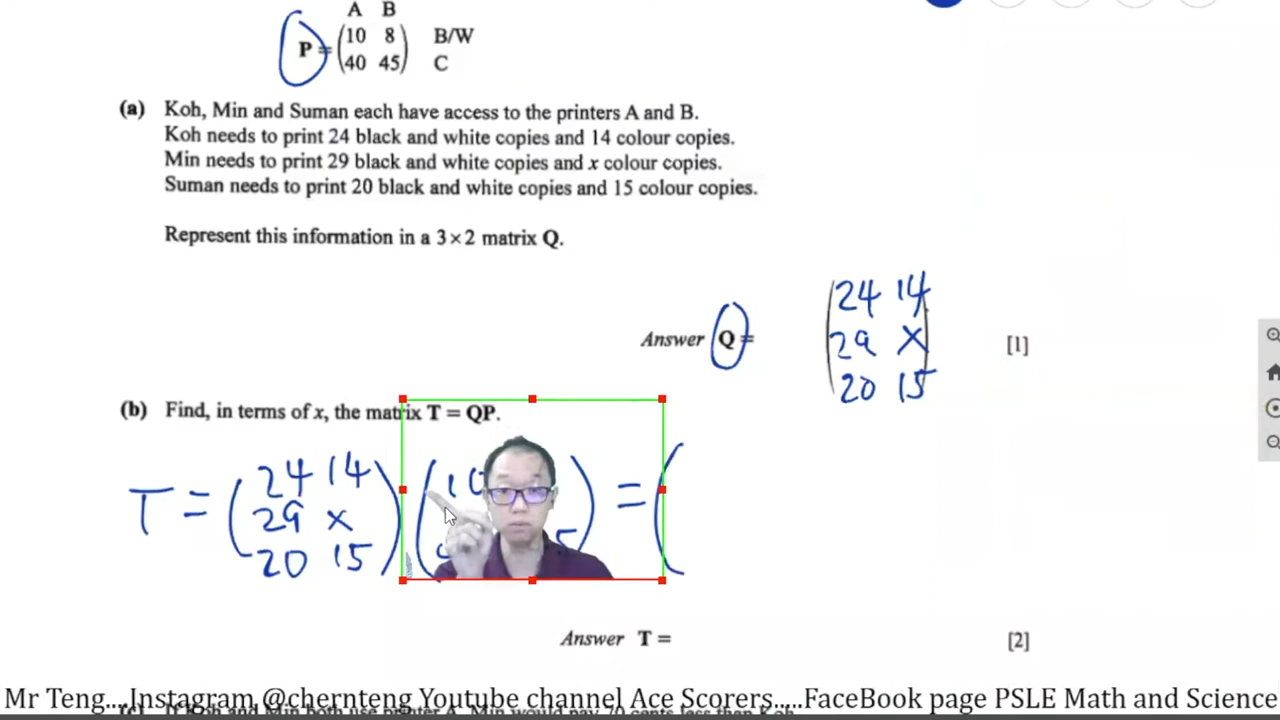 A B
P = (10 8) B/W
(40 45) C
(a) Koh, Min and Suman each have access to the printers A and B.
Koh needs to print 24 black and white copies and 14 colour copies.
Min needs to print 29 black and white copies and x colour copies.
Suman needs to print 20 black and white copies and 15 colour copies.
Represent this information in a 3×2 matrix Q.
24 14
Answer Q = 29 x [1]
20 15
(b) Find, in terms of x, the matrix T = QP.
24 14
T = ( 29 x ) ( ) = (
20 15
Answer T = [2]
Mr Teng....Instagram @chernteng Youtube channel Ace Scorers.....FaceBook page PSLE Math and Science